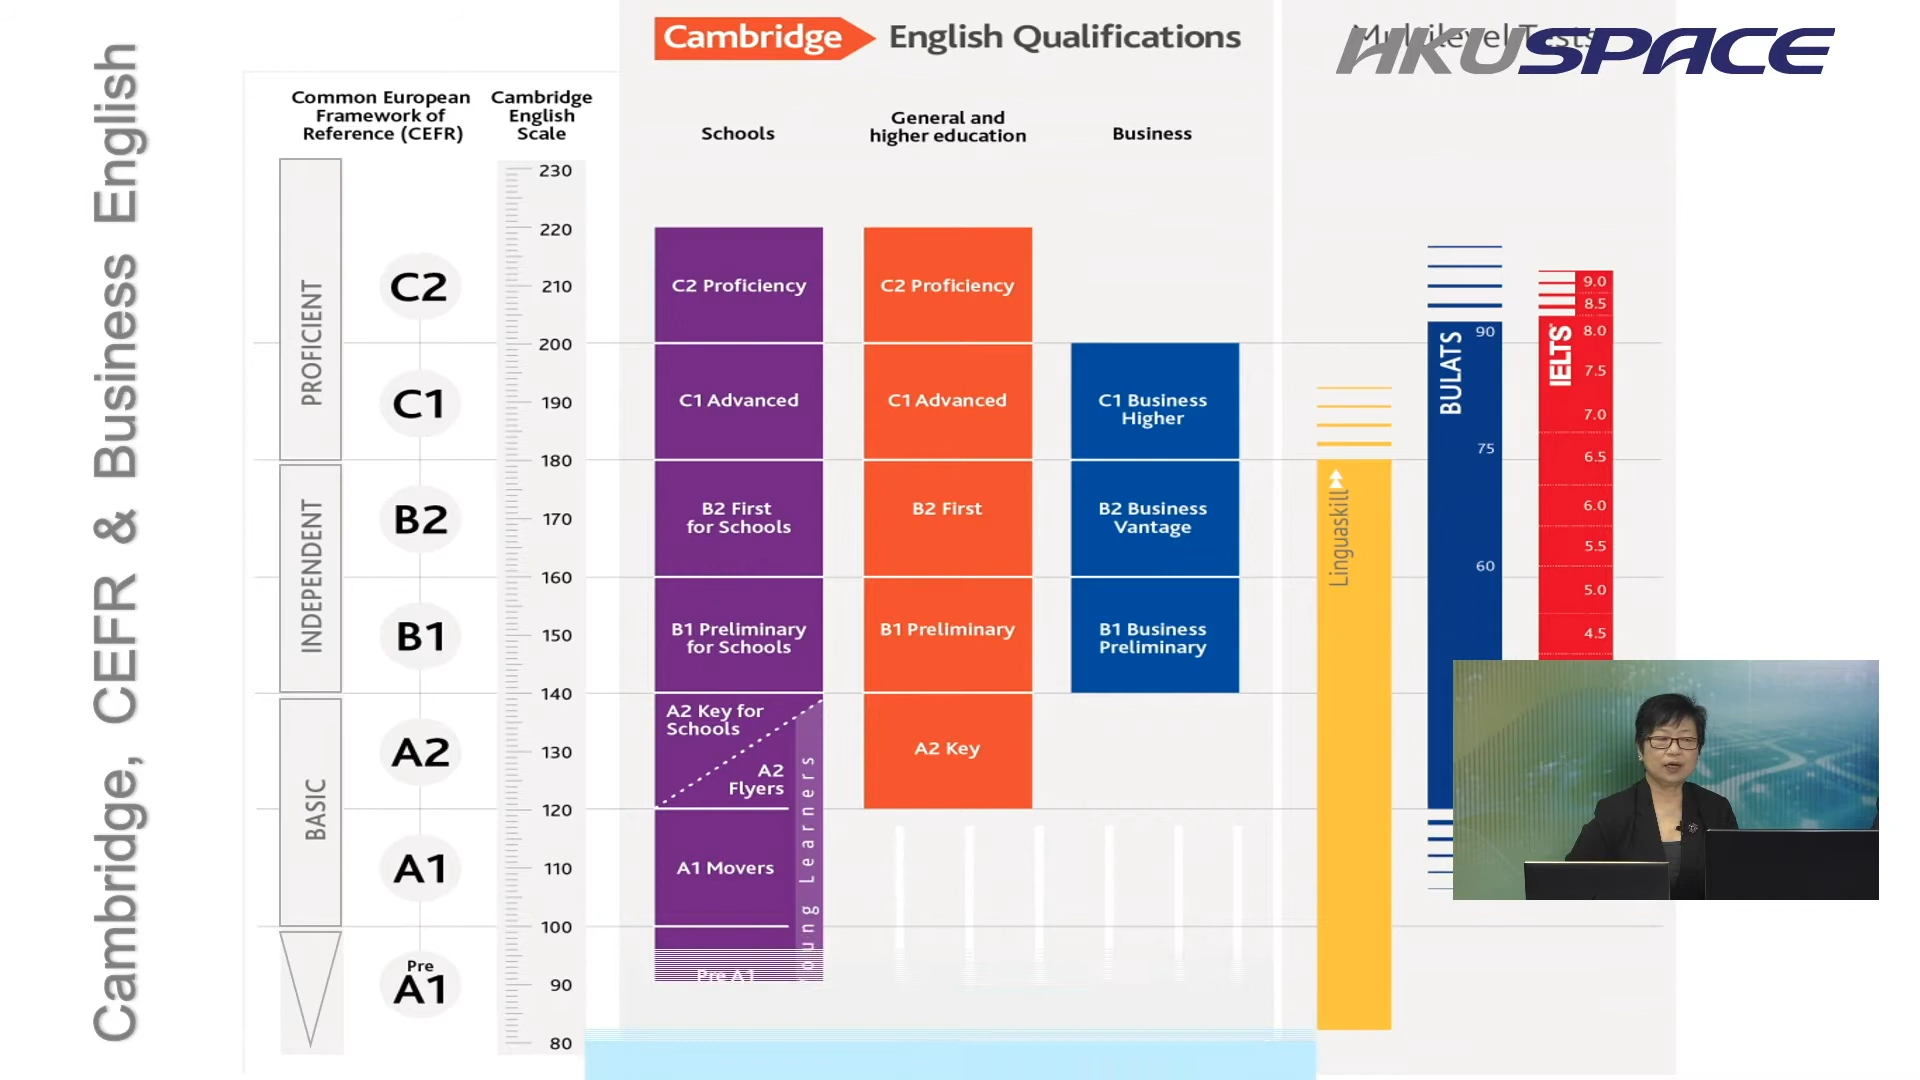 Cambridge, CEFR & Business English
Cambridge English Qualifications
Multilevel Tests
HKUSPACE
Common European
Framework of
Reference (CEFR)
Cambridge
English
Scale
Schools
General and
higher education
Business
PROFICIENT
INDEPENDENT
BASIC
C2
C1
B2
B1
A2
A1
Pre
A1
230
220
210
200
190
180
170
160
150
140
130
120
110
100
90
80
C2 Proficiency
C1 Advanced
B2 First
for Schools
B1 Preliminary
for Schools
A2 Key for
Schools
A2
Flyers
A1 Movers
Pre A1
Young Learners
C2 Proficiency
C1 Advanced
B2 First
B1 Preliminary
A2 Key
C1 Business
Higher
B2 Business
Vantage
B1 Business
Preliminary
Linguaskill
BULATS
90
75
60
IELTS
9.0
8.5
8.0
7.5
7.0
6.5
6.0
5.5
5.0
4.5